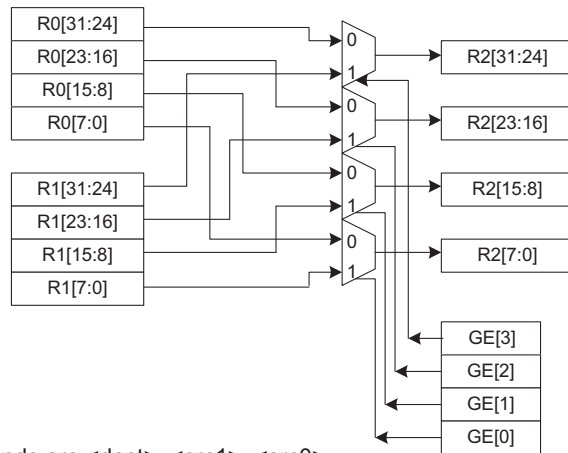 R0[31:24]
R0[23:16]
R0[15:8]
R0[7:0]
R1[31:24]
R1[23:16]
R1[15:8]
R1[7:0]
0
1
0
1
0
1
0
1
R2[31:24]
R2[23:16]
R2[15:8]
R2[7:0]
GE[3]
GE[2]
GE[1]
GE[0]